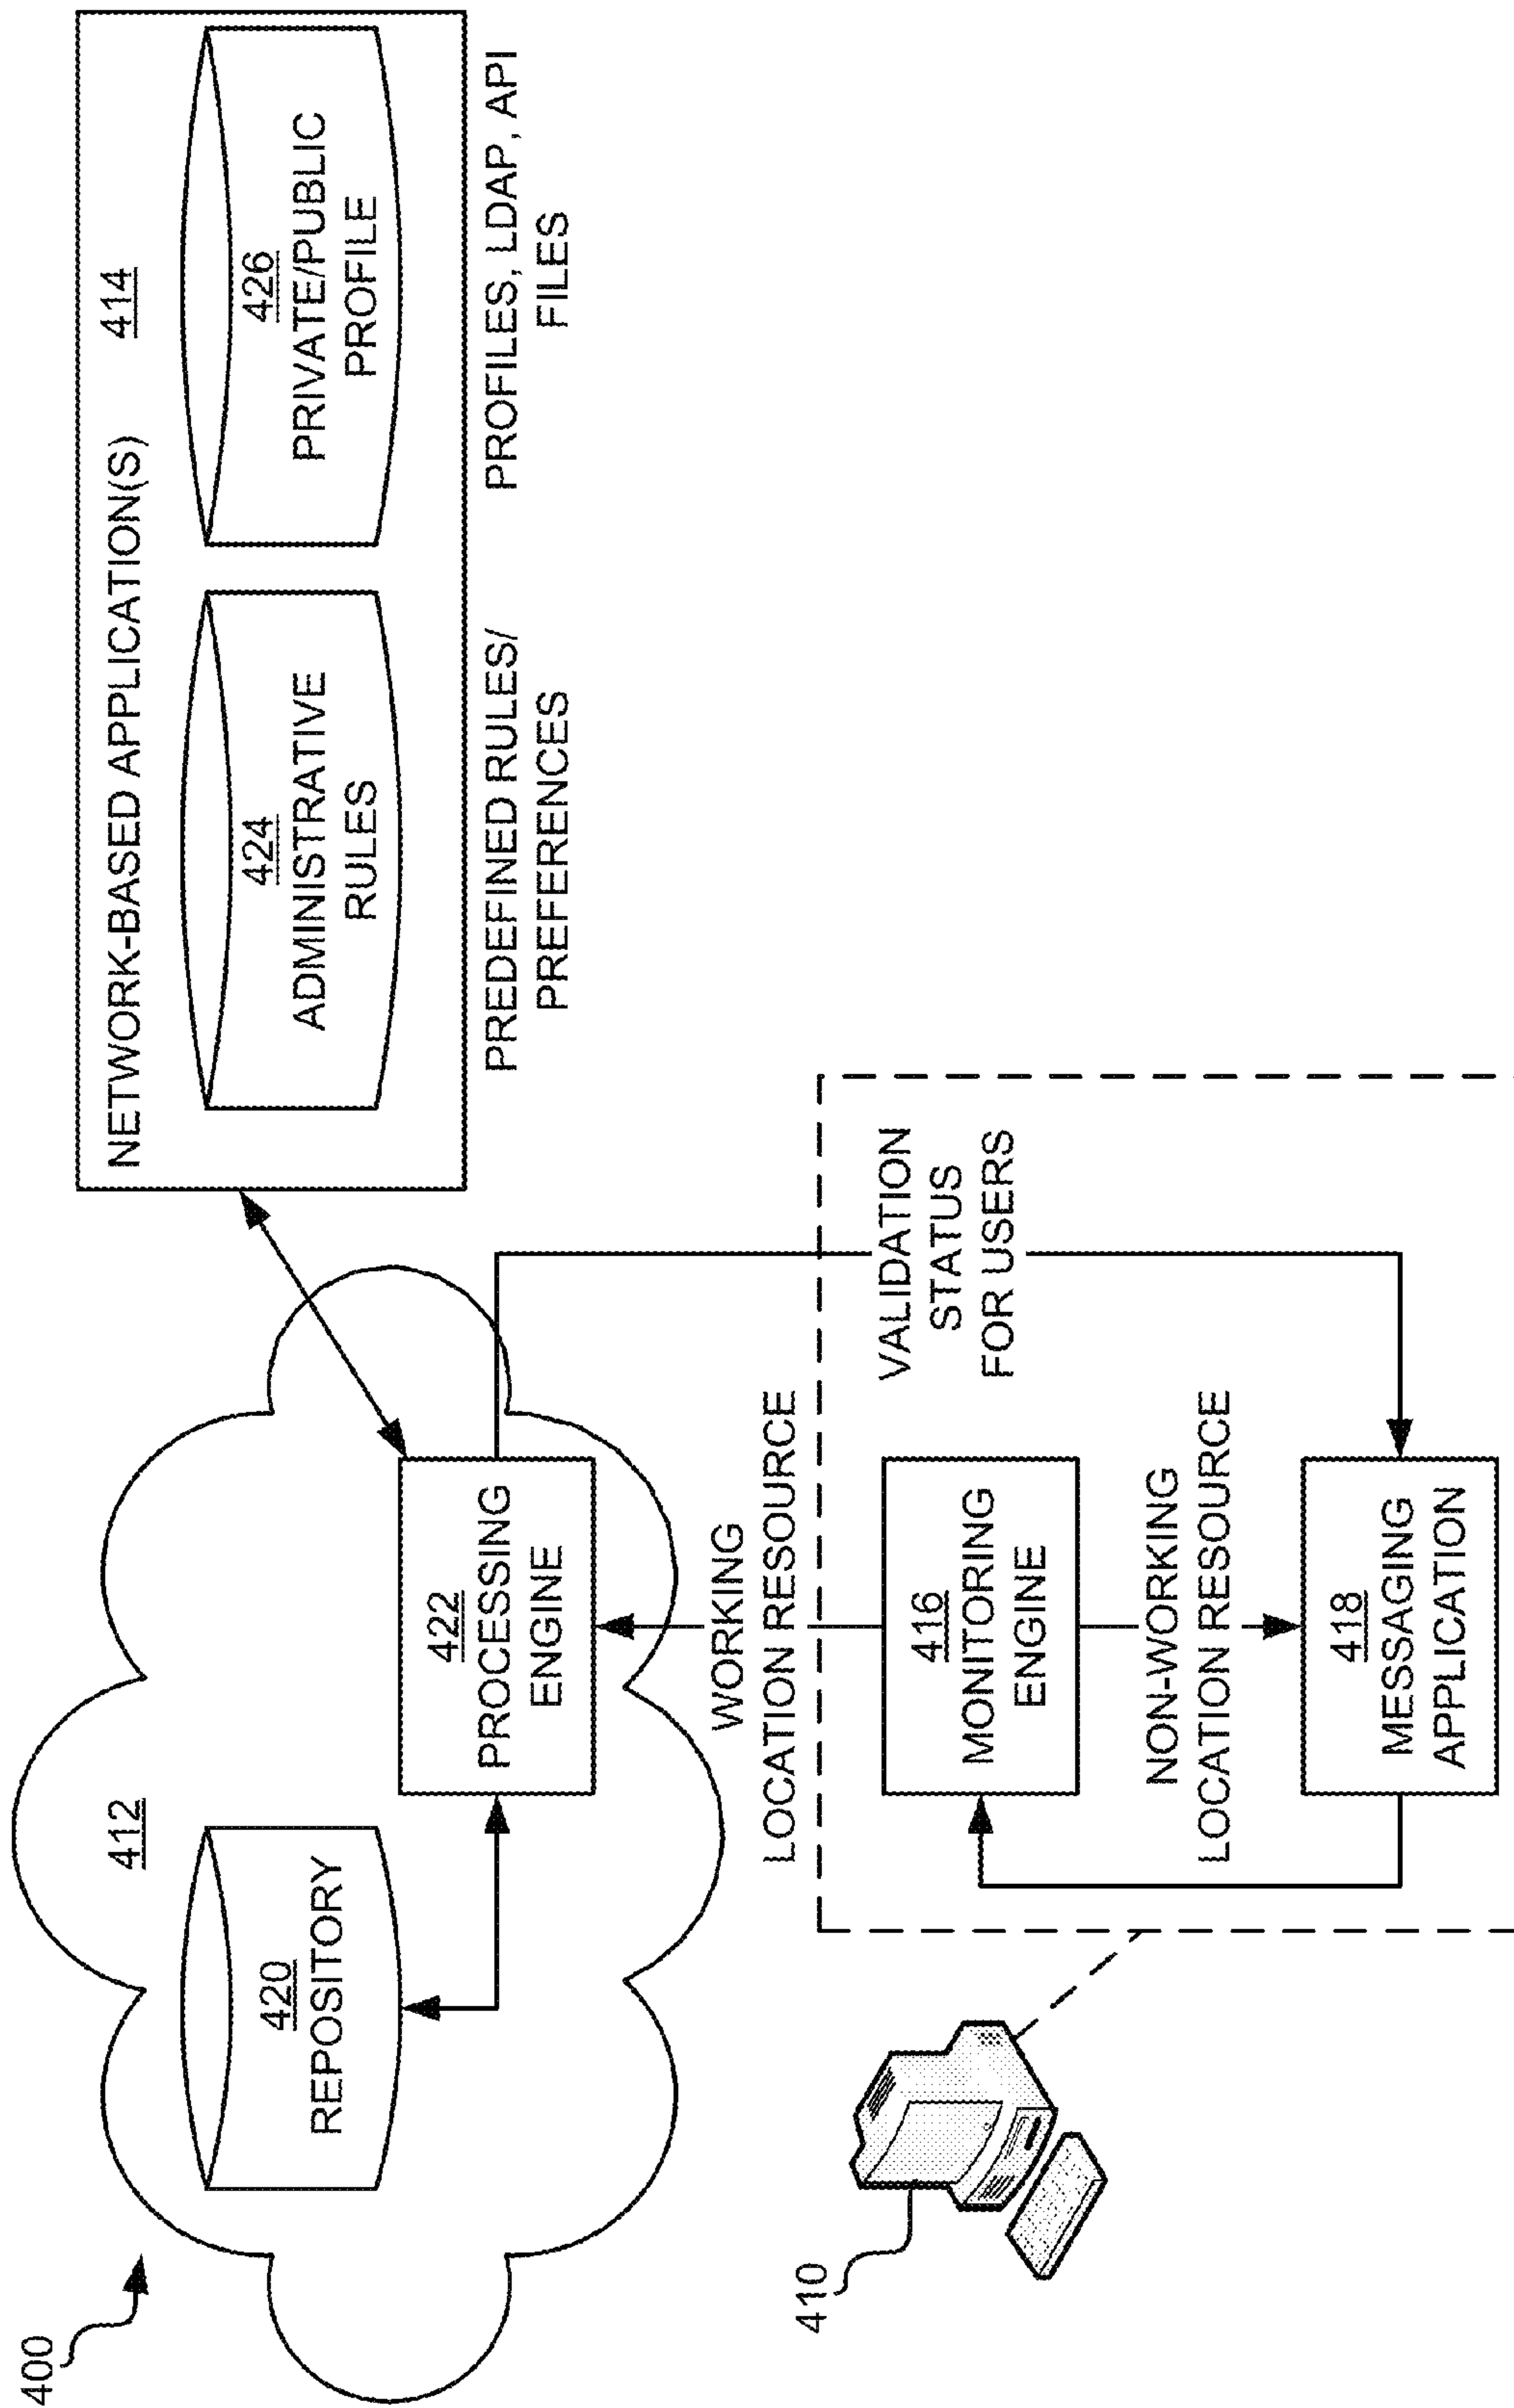 400
412
420
REPOSITORY
422
PROCESSING
ENGINE
NETWORK-BASED APPLICATION(S)
414
424
ADMINISTRATIVE
RULES
426
PRIVATE/PUBLIC
PROFILE
PREDEFINED RULES/
PREFERENCES
PROFILES, LDAP, API
FILES
WORKING
LOCATION RESOURCE
410
416
MONITORING
ENGINE
VALIDATION
STATUS
FOR USERS
NON-WORKING
LOCATION RESOURCE
418
MESSAGING
APPLICATION